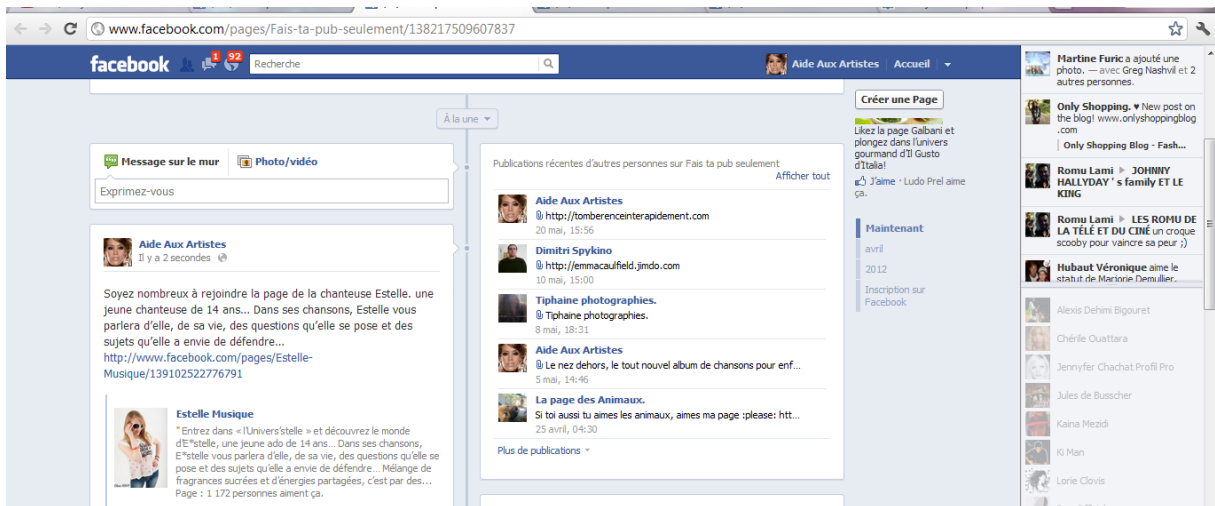 www.facebook.com/pages/Fais-ta-pub-seulement/138217509607837
facebook
1
92
Recherche
Aide Aux Artistes
Accueil
À la une
Message sur le mur
Photo/vidéo
Exprimez-vous
Aide Aux Artistes
Il y a 2 secondes
Soyez nombreux à rejoindre la page de la chanteuse Estelle. une
jeune chanteuse de 14 ans... Dans ses chansons, Estelle vous
parlera d'elle, de sa vie, des questions qu'elle se pose et des
sujets qu'elle a envie de défendre...
http://www.facebook.com/pages/Estelle-
Musique/139102522776791
Estelle Musique
"Entrez dans « l'Univers'stelle » et découvrez le monde
d'E*stelle, une jeune ado de 14 ans... Dans ses chansons,
E*stelle vous parlera d'elle, de sa vie, des questions qu'elle se
pose et des sujets qu'elle a envie de défendre... Mélange de
fragrances sucrées et d'énergies partagées, c'est par des...
Page : 1 172 personnes aiment ça.
Publications récentes d'autres personnes sur Fais ta pub seulement
Afficher tout
Aide Aux Artistes
http://tomberenceinterapidement.com
20 mai, 15:56
Dimitri Spykino
http://emmacaulfield.jimdo.com
10 mai, 15:00
Tiphaine photographies.
Tiphaine photographies.
8 mai, 18:31
Aide Aux Artistes
Le nez dehors, le tout nouvel album de chansons pour enf...
5 mai, 14:46
La page des Animaux.
Si toi aussi tu aimes les animaux, aimes ma page :please: htt...
25 avril, 04:30
Plus de publications
Créer une Page
Likez la page Galbani et
plongez dans l'univers
gourmand d'Il Gusto
d'Italia!
J'aime · Ludo Prel aime
ça.
Maintenant
avril
2012
Inscription sur
Facebook
Martine Furic a ajouté une
photo. — avec Greg Nashvil et 2
autres personnes.
Only Shopping. ♥ New post on
the blog! www.onlyshoppingblog
.com
Only Shopping Blog - Fash...
Romu Lami ▶ JOHNNY
HALLYDAY ' s family ET LE
KING
Romu Lami ▶ LES ROMU DE
LA TÉLÉ ET DU CINÉ un croque
scooby pour vaincre sa peur ;)
Hubaut Véronique aime le
statut de Marjorie Demullier.
Alexis Dehimi Bigouret
Chérile Ouattara
Jennyfer Chachat Profil Pro
Jules de Busscher
Kaina Mezidi
Ki Man
Lorie Clovis